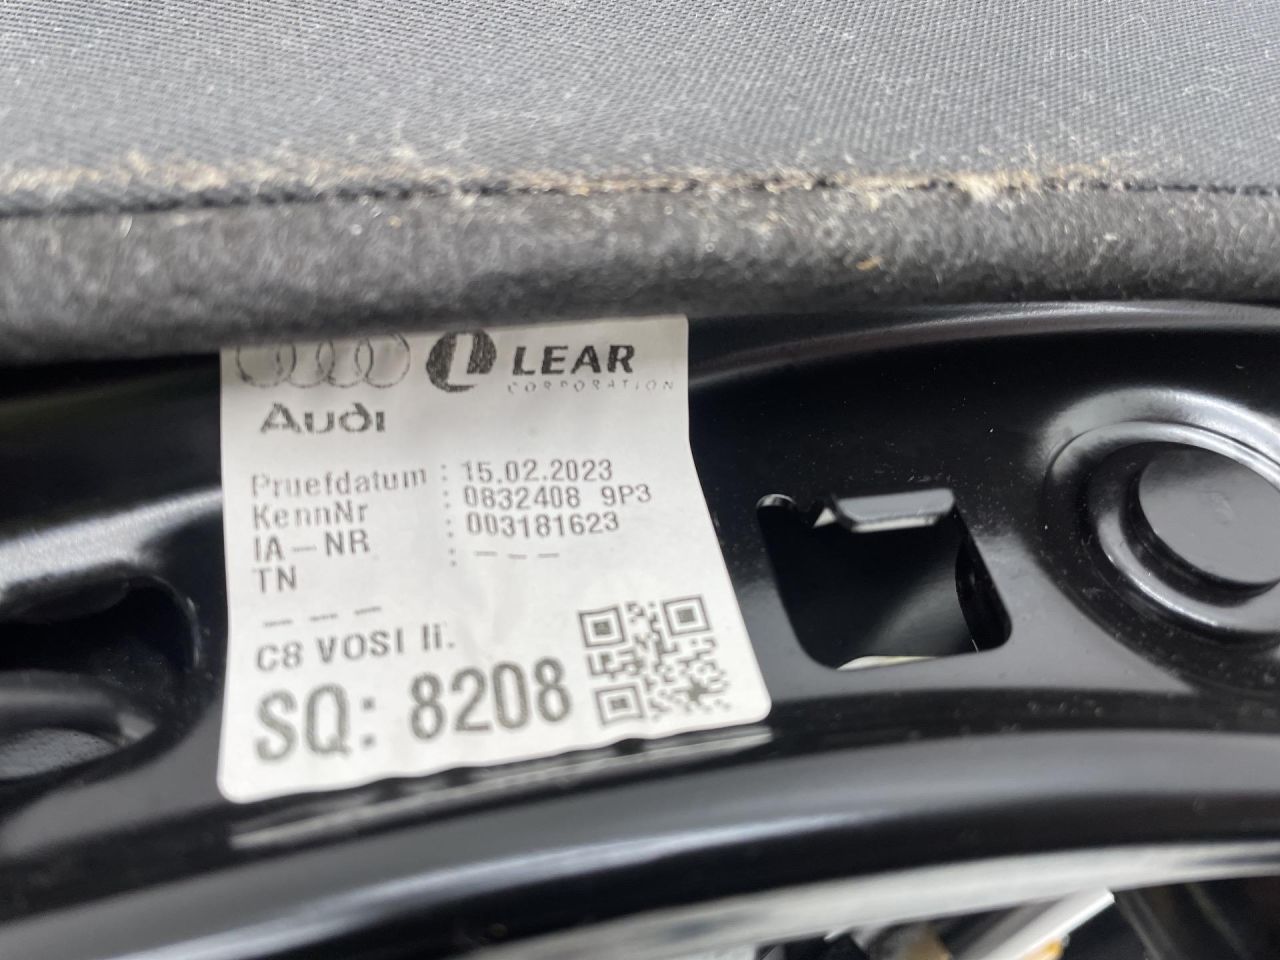 LEAR
CORPORATION
Audi
Pruefdatum : 15.02.2023
KennNr : 0832408 9P3
IA-NR : 003181623
TN : - - -
- - -
C8 VOSI li.
SQ: 8208